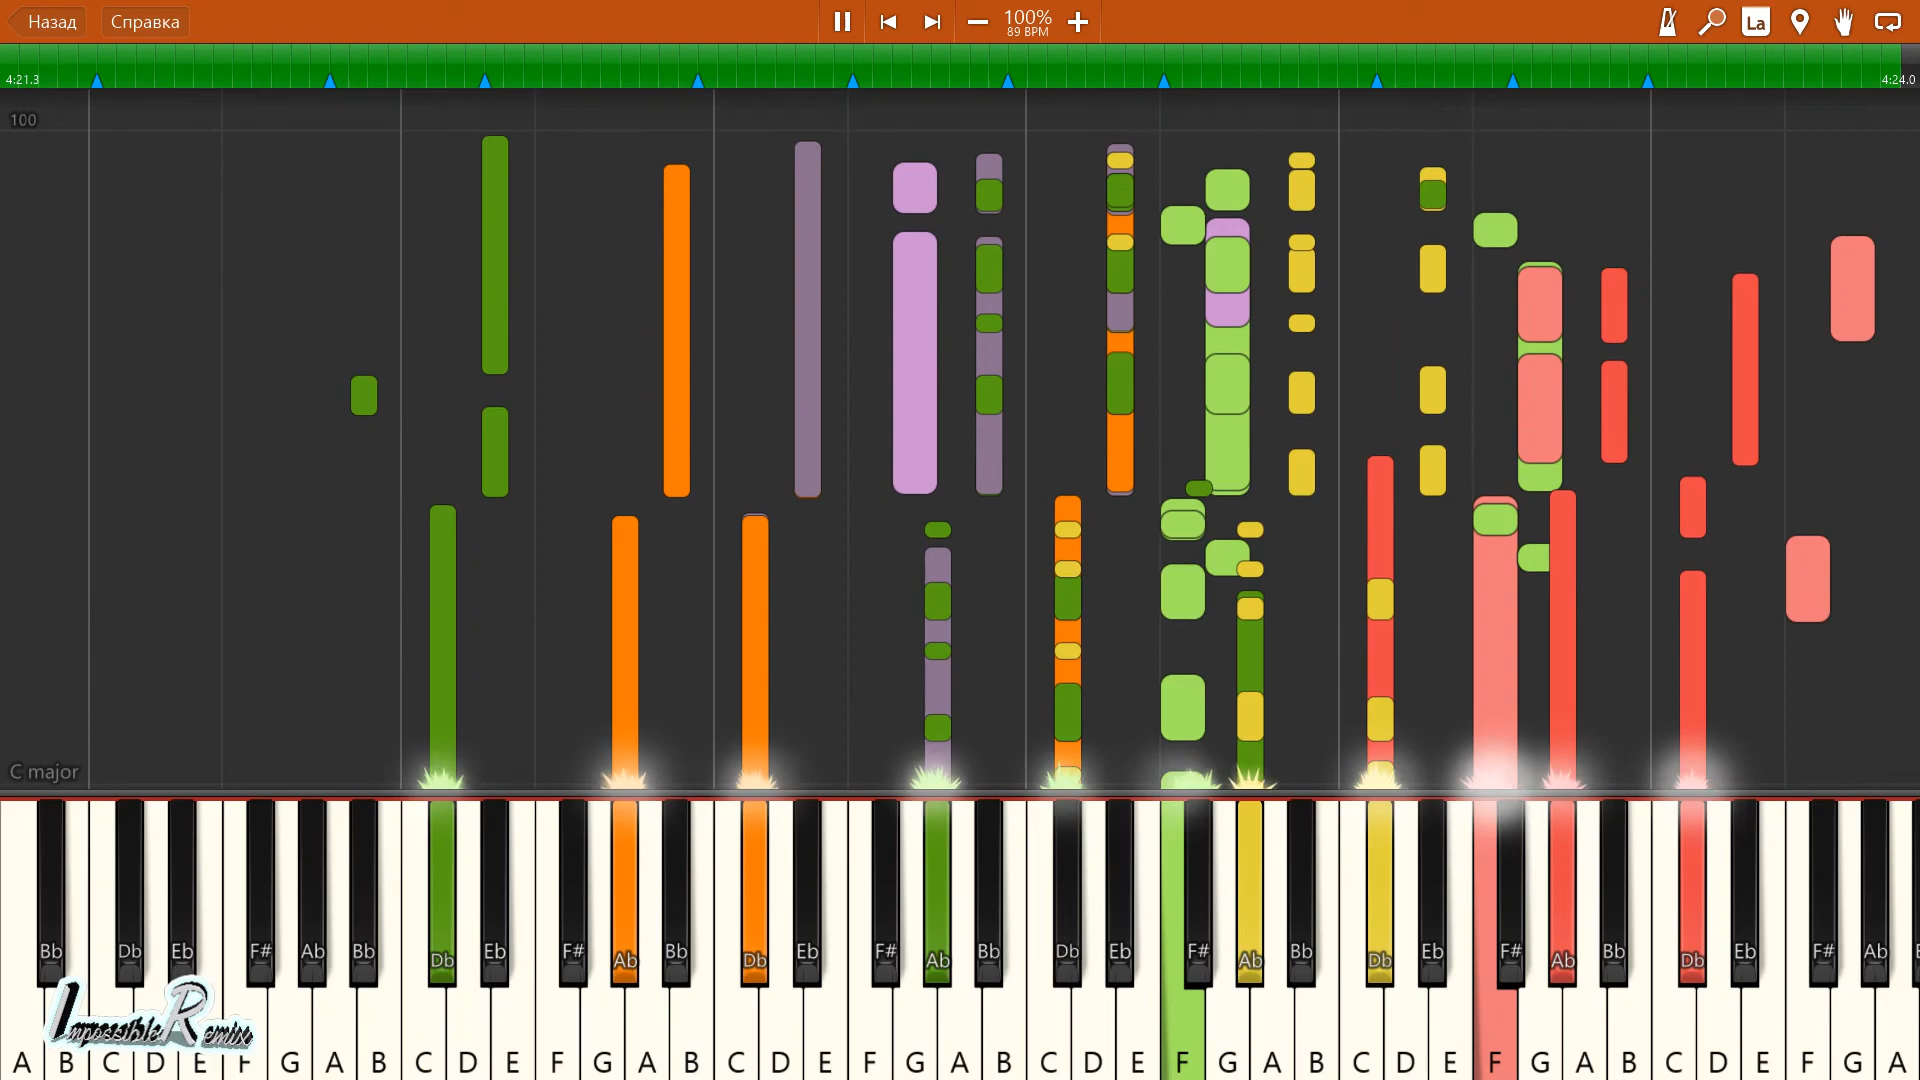 Назад Справка 100% 89 BPM La
4:21.3 4:24.0
100
C major
Bb Db Eb F# Ab Bb Db Eb F# Ab Bb Db Eb F# Ab Bb Db Eb F# Ab Bb Db Eb F# Ab Bb Db Eb F# Ab E
Impossible Remix
A B C D E F G A B C D E F G A B C D E F G A B C D E F G A B C D E F G A B C D E F G A